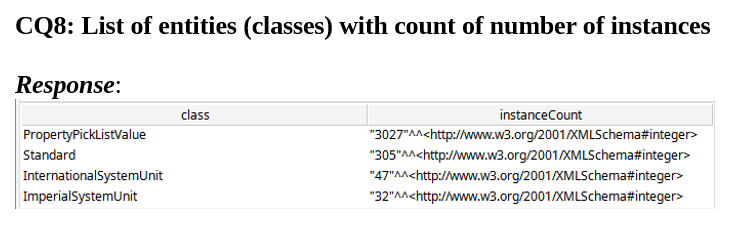 CQ8: List of entities (classes) with count of number of instances
Response:
class instanceCount
PropertyPickListValue "3027"^^<http://www.w3.org/2001/XMLSchema#integer>
Standard "305"^^<http://www.w3.org/2001/XMLSchema#integer>
InternationalSystemUnit "47"^^<http://www.w3.org/2001/XMLSchema#integer>
ImperialSystemUnit "32"^^<http://www.w3.org/2001/XMLSchema#integer>